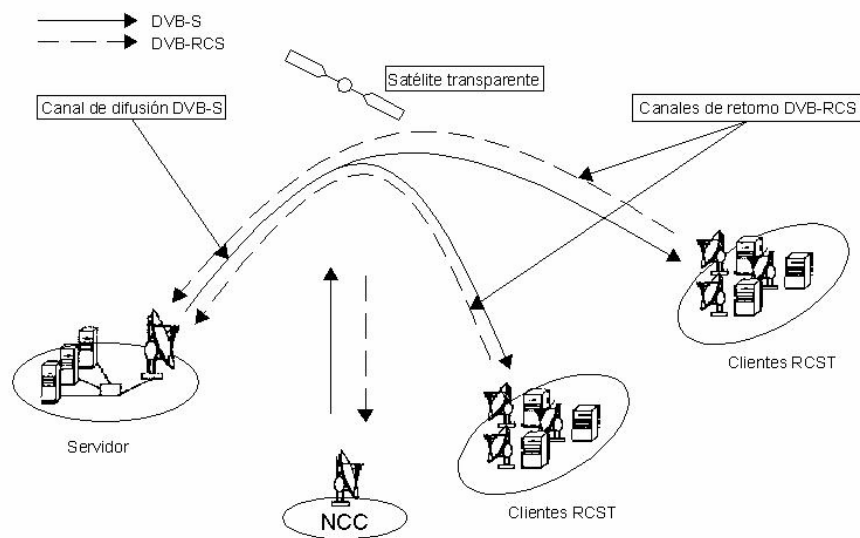 DVB-S
DVB-RCS
Satélite transparente
Canal de difusión DVB-S
Canales de retorno DVB-RCS
Clientes RCST
Servidor
NCC
Clientes RCST